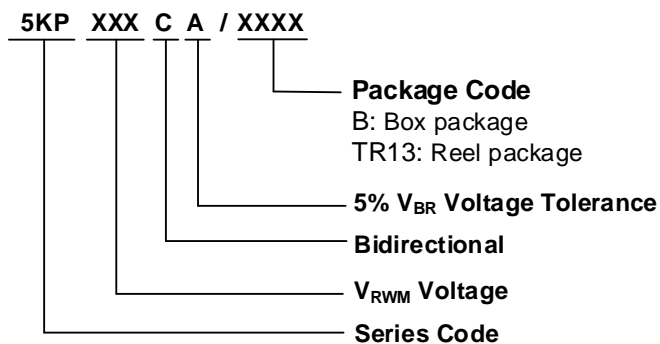 5KP XXX C A / XXXX
Package Code
B: Box package
TR13: Reel package
5% VBR Voltage Tolerance
Bidirectional
VRWM Voltage
Series Code